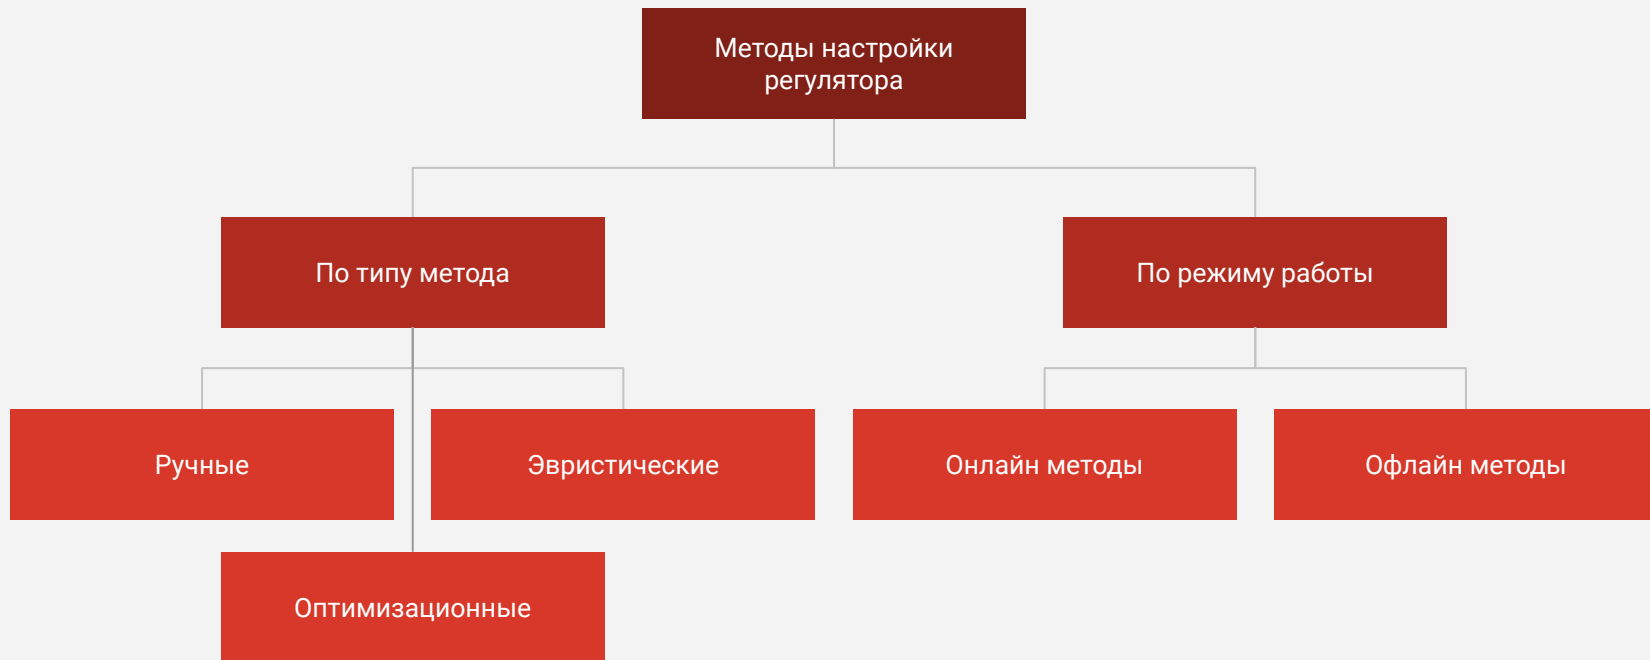 Методы настройки
регулятора
По типу метода
По режиму работы
Ручные
Эвристические
Онлайн методы
Офлайн методы
Оптимизационные